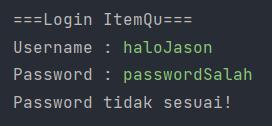 ===Login ItemQu===
Username : haloJason
Password : passwordSalah
Password tidak sesuai!